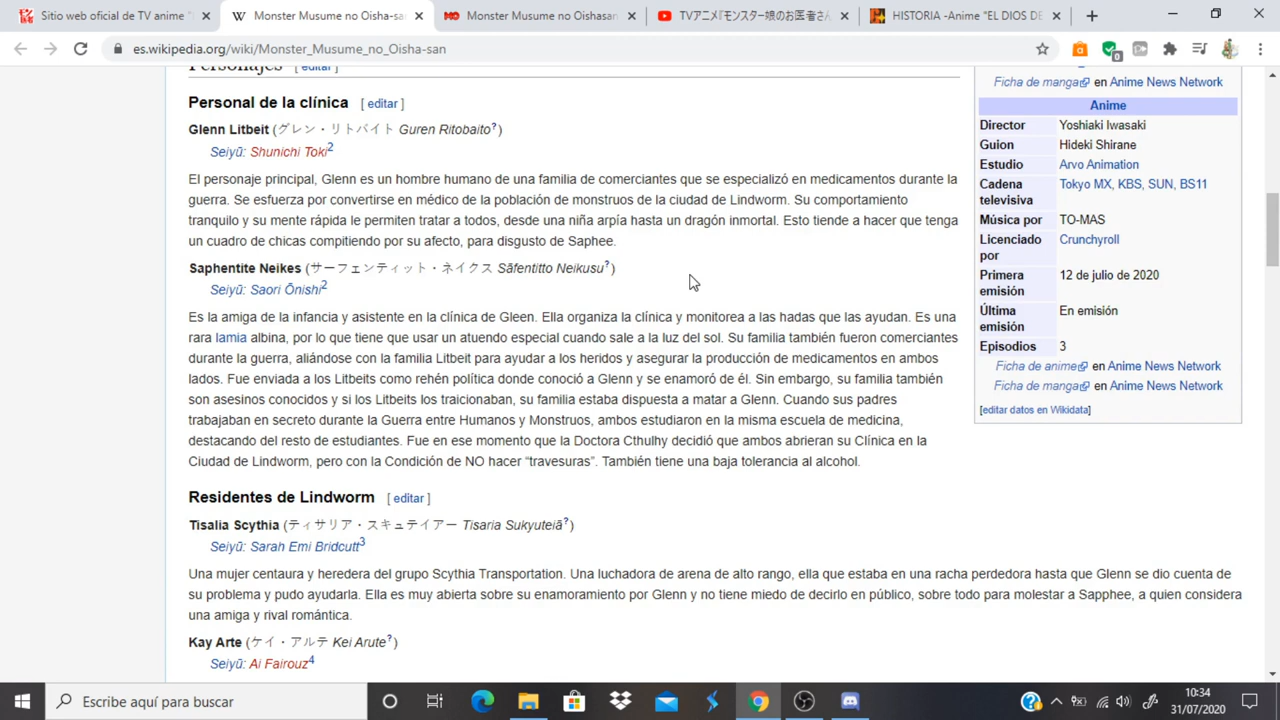 Sitio web oficial de TV anime "
Monster Musume no Oisha-sa
Monster Musume no Oishasan
TVアニメ『モンスター娘のお医者さん
HISTORIA -Anime "EL DIOS DE
es.wikipedia.org/wiki/Monster_Musume_no_Oisha-san
0
Personajes [ editar ]
Personal de la clínica [ editar ]
Glenn Litbeit (グレン・リトバイト Guren Ritobaito?)
Seiyū: Shunichi Toki2
El personaje principal, Glenn es un hombre humano de una familia de comerciantes que se especializó en medicamentos durante la
guerra. Se esfuerza por convertirse en médico de la población de monstruos de la ciudad de Lindworm. Su comportamiento
tranquilo y su mente rápida le permiten tratar a todos, desde una niña arpía hasta un dragón inmortal. Esto tiende a hacer que tenga
un cuadro de chicas compitiendo por su afecto, para disgusto de Saphee.
Saphentite Neikes (サーフェンティット・ネイクス Sāfentitto Neikusu?)
Seiyū: Saori Ōnishi2
Es la amiga de la infancia y asistente en la clínica de Gleen. Ella organiza la clínica y monitorea a las hadas que las ayudan. Es una
rara lamia albina, por lo que tiene que usar un atuendo especial cuando sale a la luz del sol. Su familia también fueron comerciantes
durante la guerra, aliándose con la familia Litbeit para ayudar a los heridos y asegurar la producción de medicamentos en ambos
lados. Fue enviada a los Litbeits como rehén política donde conoció a Glenn y se enamoró de él. Sin embargo, su familia también
son asesinos conocidos y si los Litbeits los traicionaban, su familia estaba dispuesta a matar a Glenn. Cuando sus padres
trabajaban en secreto durante la Guerra entre Humanos y Monstruos, ambos estudiaron en la misma escuela de medicina,
destacando del resto de estudiantes. Fue en ese momento que la Doctora Cthulhy decidió que ambos abrieran su Clínica en la
Ciudad de Lindworm, pero con la Condición de NO hacer “travesuras”. También tiene una baja tolerancia al alcohol.
Residentes de Lindworm [ editar ]
Tisalia Scythia (ティサリア・スキュテイアー Tisaria Sukyuteiā?)
Seiyū: Sarah Emi Bridcutt3
Una mujer centaura y heredera del grupo Scythia Transportation. Una luchadora de arena de alto rango, ella que estaba en una racha perdedora hasta que Glenn se dio cuenta de
su problema y pudo ayudarla. Ella es muy abierta sobre su enamoramiento por Glenn y no tiene miedo de decirlo en público, sobre todo para molestar a Sapphee, a quien considera
una amiga y rival romántica.
Kay Arte (ケイ・アルテ Kei Arute?)
Seiyū: Ai Fairouz4
Ficha de manga en Anime News Network
Anime
Director Yoshiaki Iwasaki
Guion Hideki Shirane
Estudio Arvo Animation
Cadena televisiva Tokyo MX, KBS, SUN, BS11
Música por TO-MAS
Licenciado por Crunchyroll
Primera emisión 12 de julio de 2020
Última emisión En emisión
Episodios 3
Ficha de anime en Anime News Network
Ficha de manga en Anime News Network
[editar datos en Wikidata]
Escribe aquí para buscar
10:34
31/07/2020